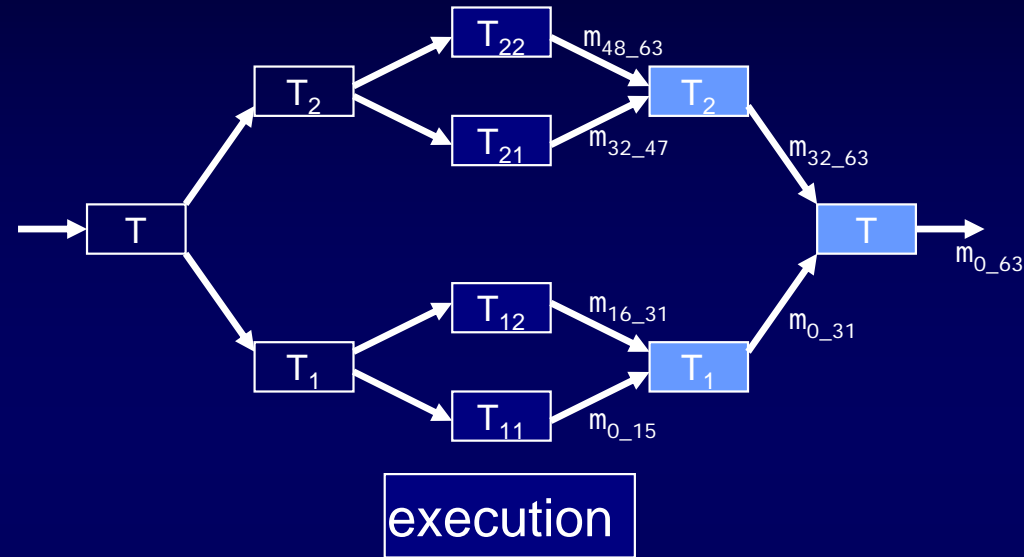 T₂₂
m₄₈_₆₃
T₂
T₂
T₂₁
m₃₂_₄₇
m₃₂_₆₃
T
T
m₀_₆₃
T₁₂
m₁₆_₃₁
m₀_₃₁
T₁
T₁
T₁₁
m₀_₁₅
execution